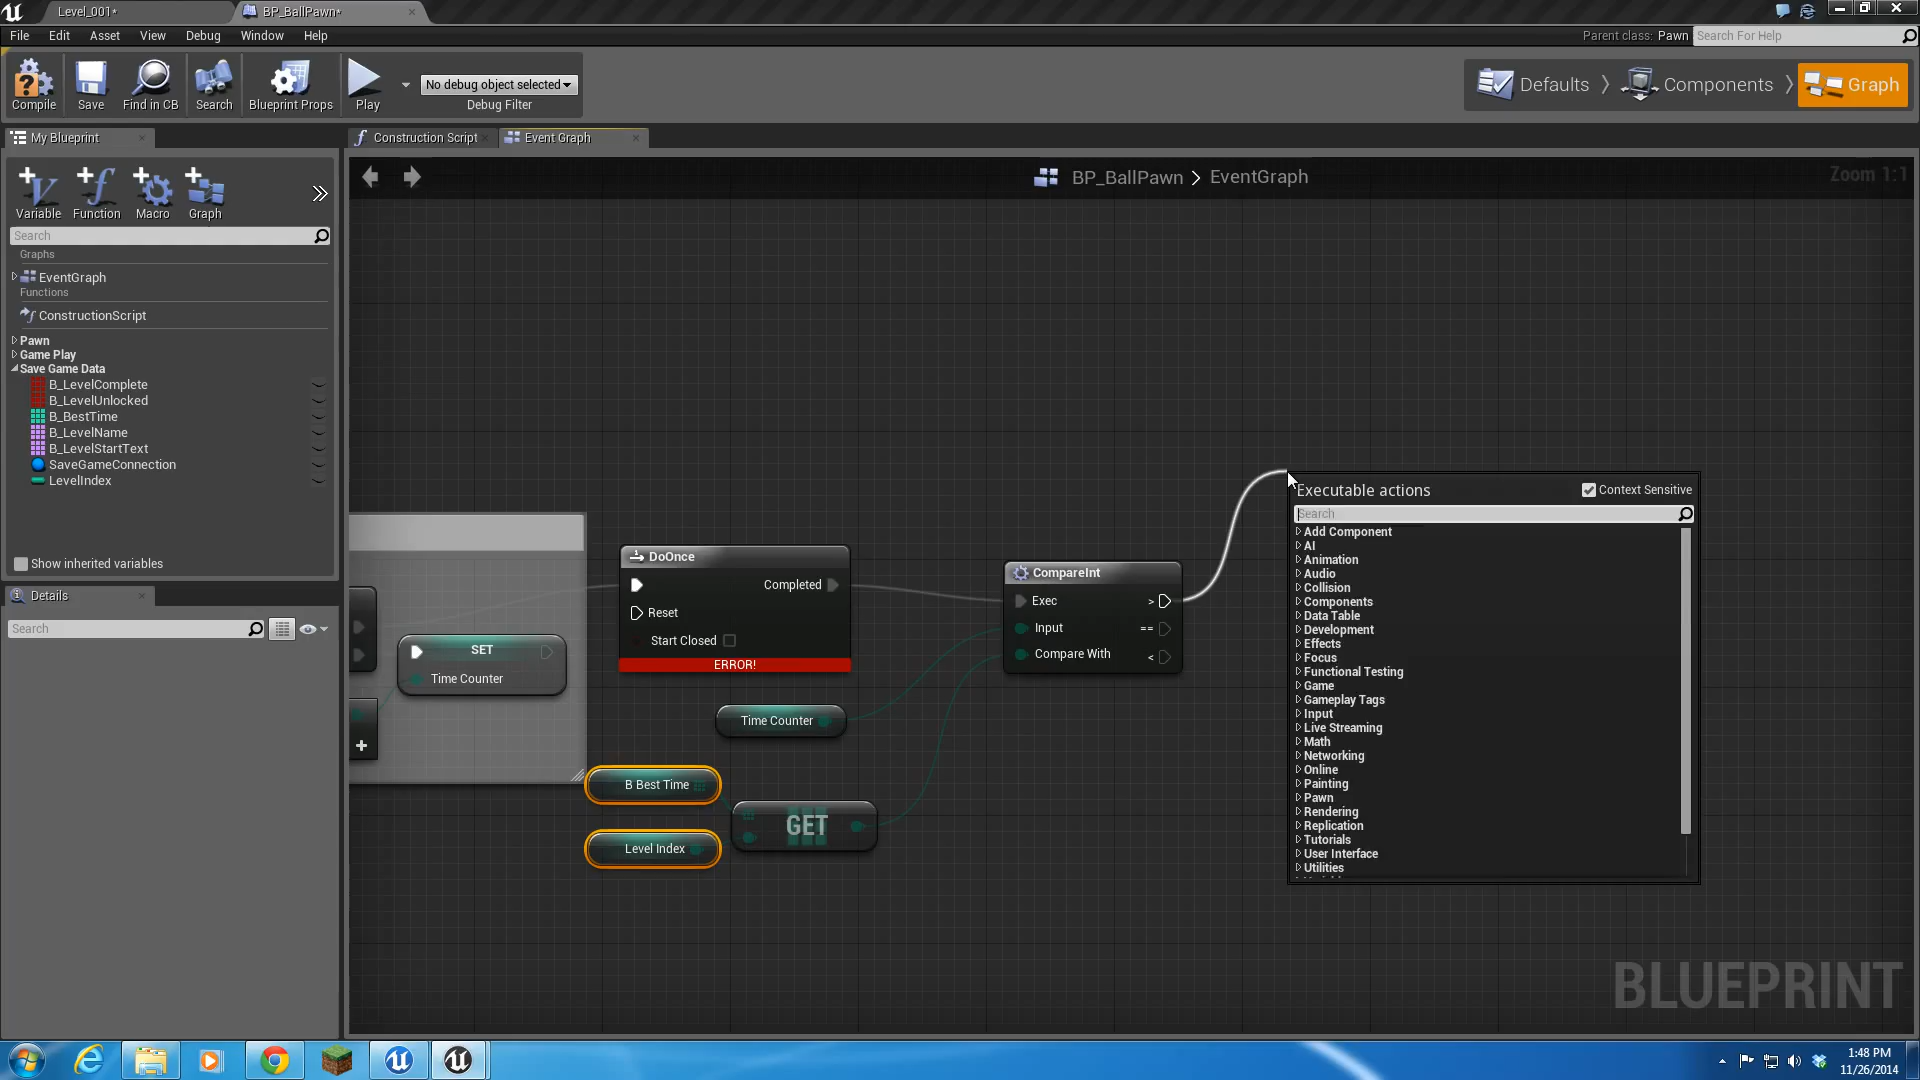 Level_001*
BP_BallPawn*
File Edit Asset View Debug Window Help
Parent class: Pawn
Search For Help
Compile
Save
Find in CB
Search
Blueprint Props
Play
No debug object selected
Debug Filter
Defaults
Components
Graph
My Blueprint
Variable
Function
Macro
Graph
Search
Graphs
EventGraph
Functions
ConstructionScript
Pawn
Game Play
Save Game Data
B_LevelComplete
B_LevelUnlocked
B_BestTime
B_LevelName
B_LevelStartText
SaveGameConnection
LevelIndex
Show inherited variables
Details
Search
Construction Script
Event Graph
BP_BallPawn > EventGraph
Zoom 1:1
SET
Time Counter
DoOnce
Completed
Reset
Start Closed
ERROR!
Time Counter
B Best Time
Level Index
GET
CompareInt
Exec >
Input ==
Compare With <
Executable actions
Context Sensitive
Search
Add Component
AI
Animation
Audio
Collision
Components
Data Table
Development
Effects
Focus
Functional Testing
Game
Gameplay Tags
Input
Live Streaming
Math
Networking
Online
Painting
Pawn
Rendering
Replication
Tutorials
User Interface
Utilities
BLUEPRINT
1:48 PM
11/26/2014